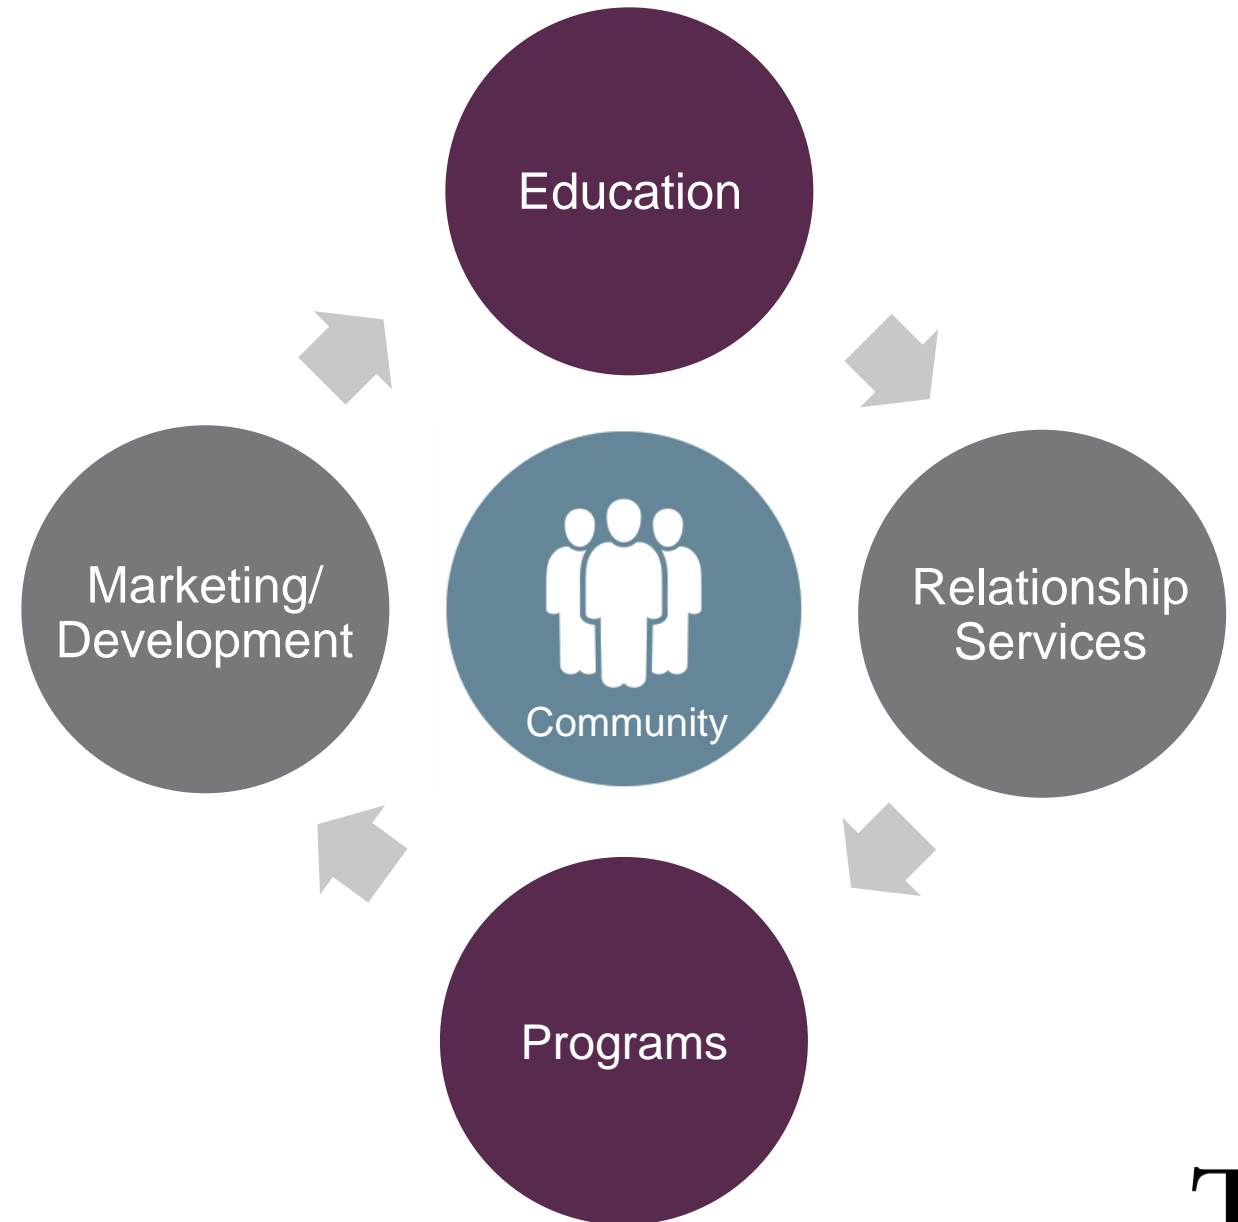 Education
Marketing/
Development
Relationship
Services
Community
Programs
T